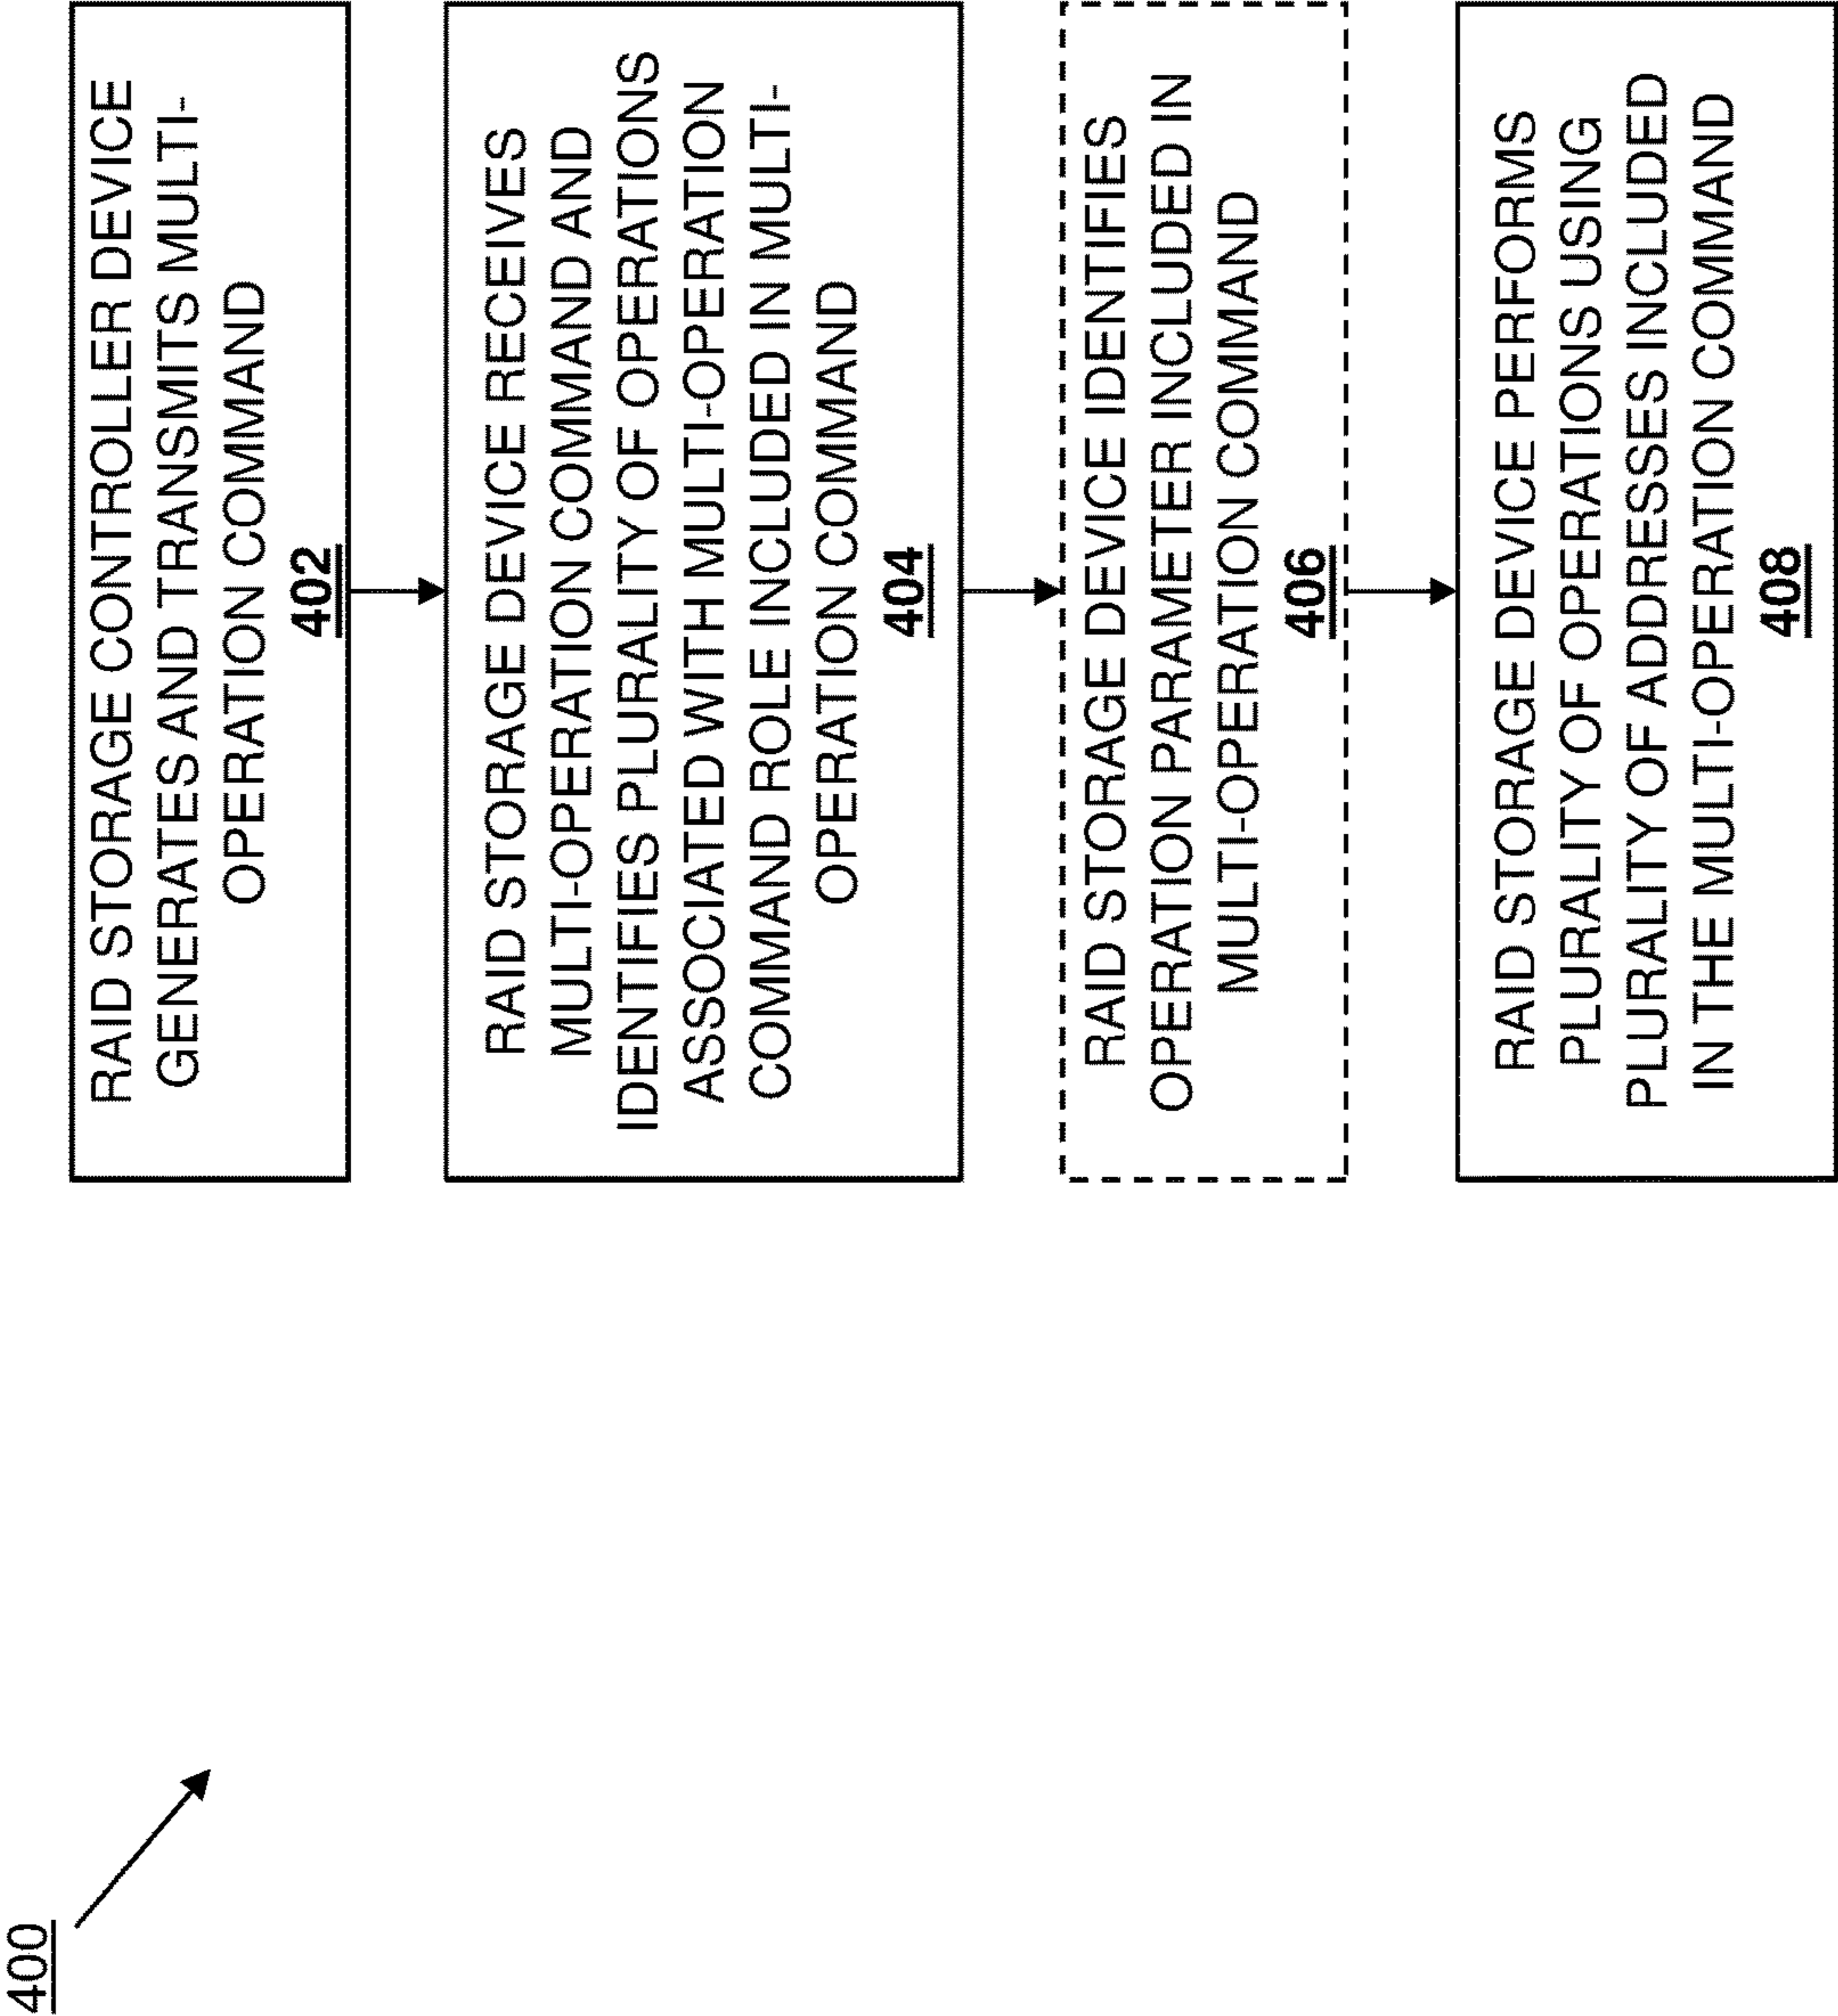 400
RAID STORAGE CONTROLLER DEVICE
GENERATES AND TRANSMITS MULTI-
OPERATION COMMAND
402
RAID STORAGE DEVICE RECEIVES
MULTI-OPERATION COMMAND AND
IDENTIFIES PLURALITY OF OPERATIONS
ASSOCIATED WITH MULTI-OPERATION
COMMAND ROLE INCLUDED IN MULTI-
OPERATION COMMAND
404
RAID STORAGE DEVICE IDENTIFIES
OPERATION PARAMETER INCLUDED IN
MULTI-OPERATION COMMAND
406
RAID STORAGE DEVICE PERFORMS
PLURALITY OF OPERATIONS USING
PLURALITY OF ADDRESSES INCLUDED
IN THE MULTI-OPERATION COMMAND
408